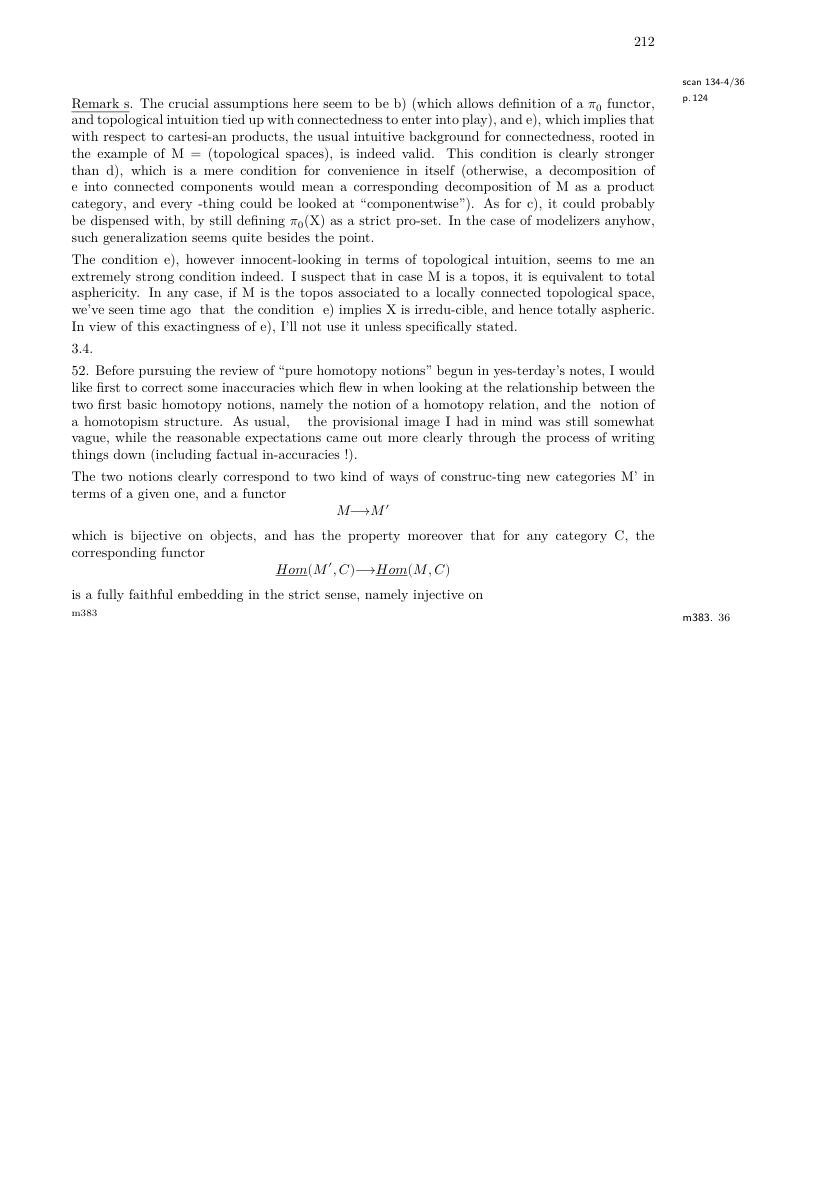 212
scan 134-4/36
p. 124
Remark s. The crucial assumptions here seem to be b) (which allows definition of a π₀ functor,
and topological intuition tied up with connectedness to enter into play), and e), which implies that
with respect to cartesi-an products, the usual intuitive background for connectedness, rooted in
the example of M = (topological spaces), is indeed valid. This condition is clearly stronger
than d), which is a mere condition for convenience in itself (otherwise, a decomposition of
e into connected components would mean a corresponding decomposition of M as a product
category, and every -thing could be looked at “componentwise”). As for c), it could probably
be dispensed with, by still defining π₀(X) as a strict pro-set. In the case of modelizers anyhow,
such generalization seems quite besides the point.
The condition e), however innocent-looking in terms of topological intuition, seems to me an
extremely strong condition indeed. I suspect that in case M is a topos, it is equivalent to total
asphericity. In any case, if M is the topos associated to a locally connected topological space,
we’ve seen time ago that the condition e) implies X is irredu-cible, and hence totally aspheric.
In view of this exactingness of e), I’ll not use it unless specifically stated.
3.4.
52. Before pursuing the review of “pure homotopy notions” begun in yes-terday’s notes, I would
like first to correct some inaccuracies which flew in when looking at the relationship between the
two first basic homotopy notions, namely the notion of a homotopy relation, and the notion of
a homotopism structure. As usual, the provisional image I had in mind was still somewhat
vague, while the reasonable expectations came out more clearly through the process of writing
things down (including factual in-accuracies !).
The two notions clearly correspond to two kind of ways of construc-ting new categories M’ in
terms of a given one, and a functor
M⟶M′
which is bijective on objects, and has the property moreover that for any category C, the
corresponding functor
Hom(M′, C)⟶Hom(M, C)
is a fully faithful embedding in the strict sense, namely injective on
m383
m383. 36